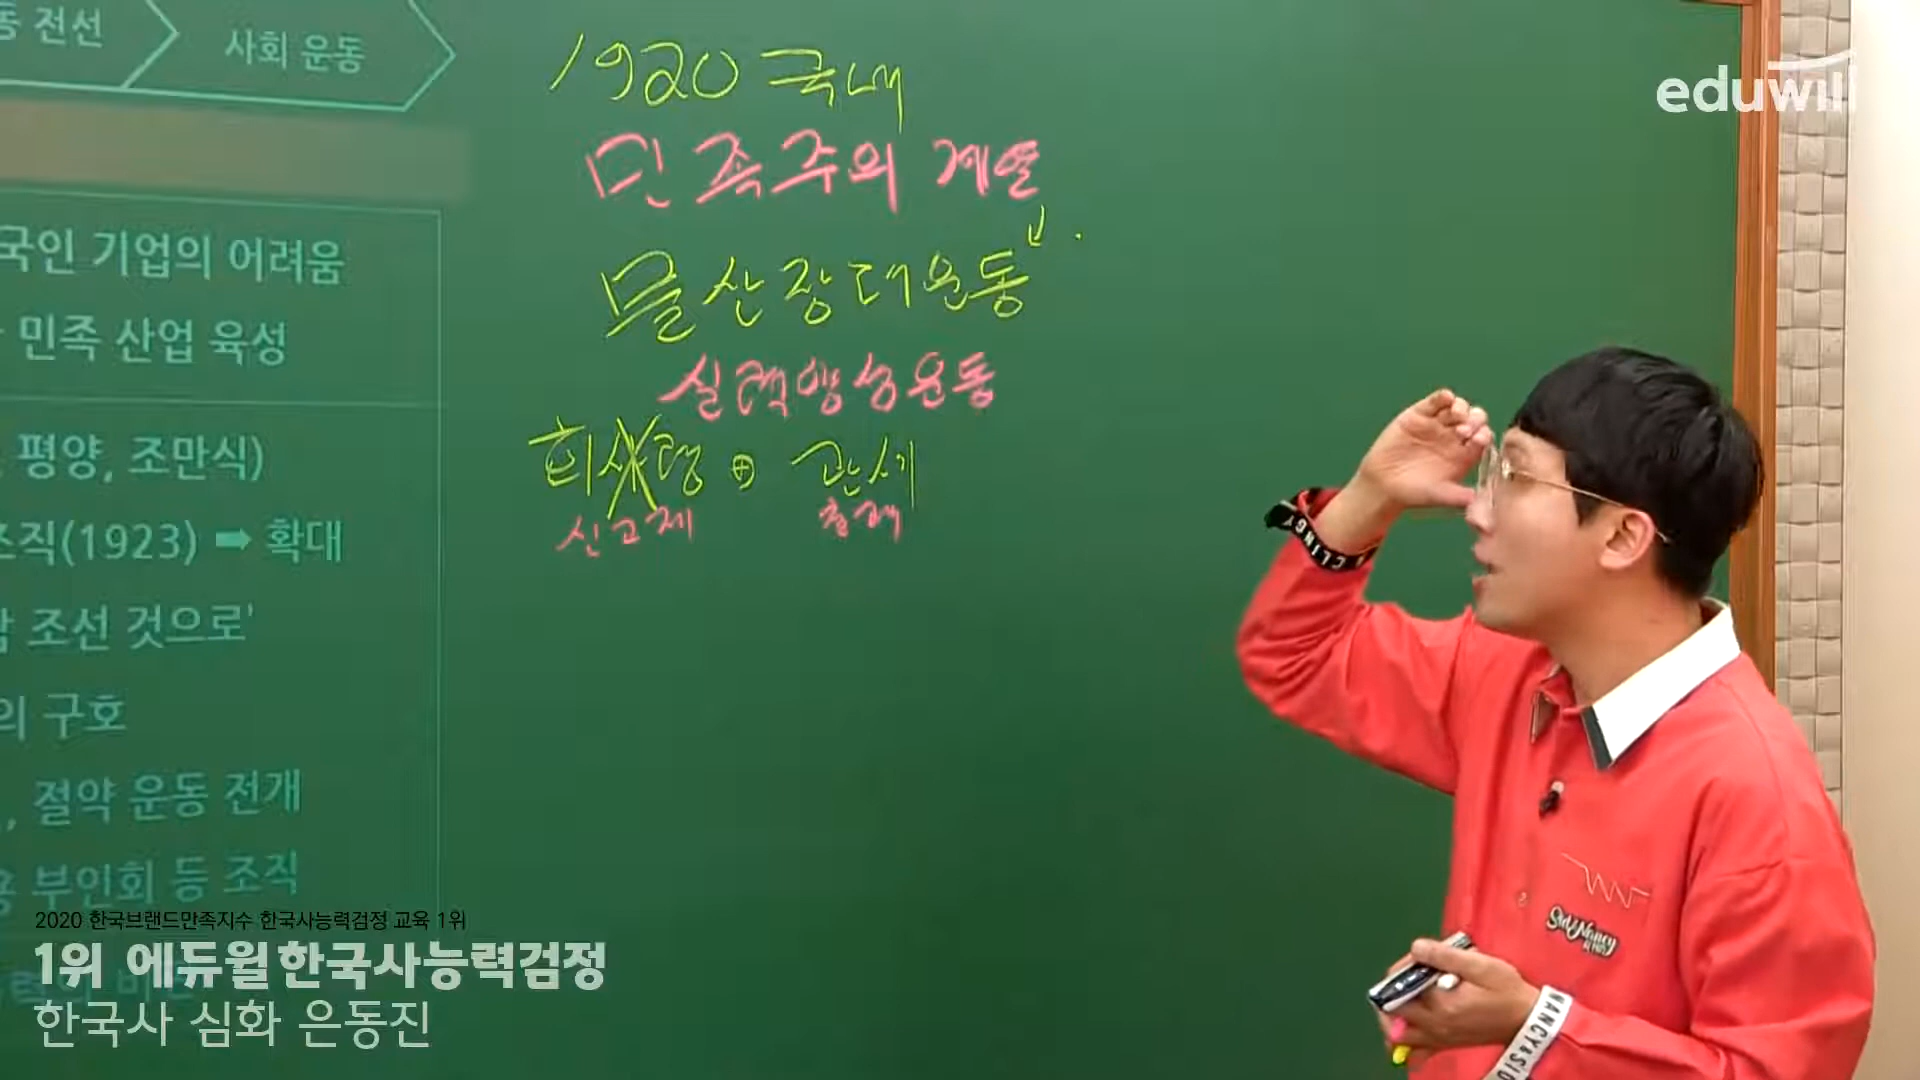 동 전선
사회 운동
국인 기업의 어려움
민족 산업 육성
평양, 조만식)
조직(1923) ➡ 확대
조선 것으로'
의 구호
, 절약 운동 전개
부인회 등 조직
1920 국내
민족주의 계열
물산장려운동
실력양성운동
회사령 ⊕ 관세
신고제 철폐
eduwill
CLINGY
Sid&Nancy
NANCY&SID
2020 한국브랜드만족지수 한국사능력검정 교육 1위
1위 에듀윌 한국사능력검정
한국사 심화 은동진